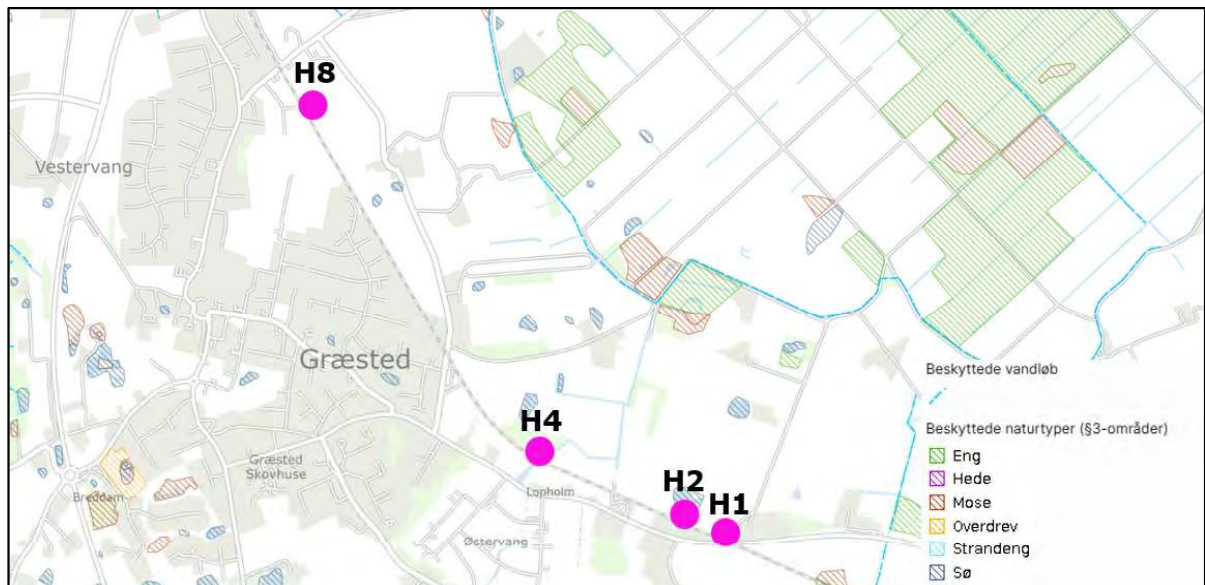 H8
Vestervang
Græsted
H4
Græsted
Skovhuse
H2
H1
Lopholm
Breddam
Østervang
Beskyttede vandløb
Beskyttede naturtyper (§3-områder)
Eng
Hede
Mose
Overdrev
Strandeng
Sø